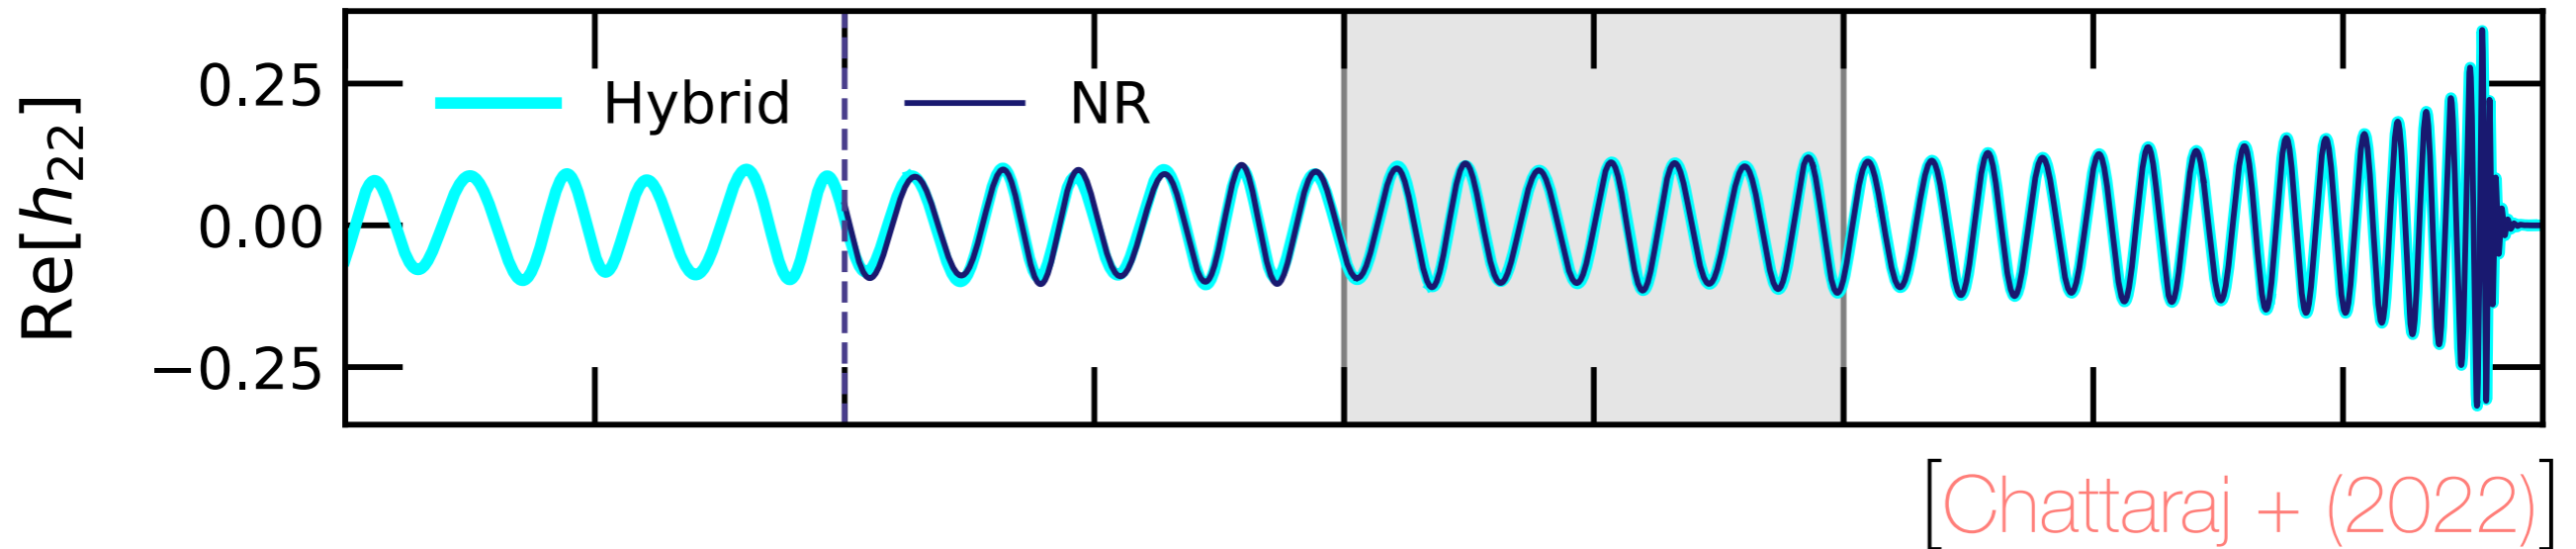 Re[h22]
0.25
0.00
−0.25
Hybrid
NR
[Chattaraj + (2022)]